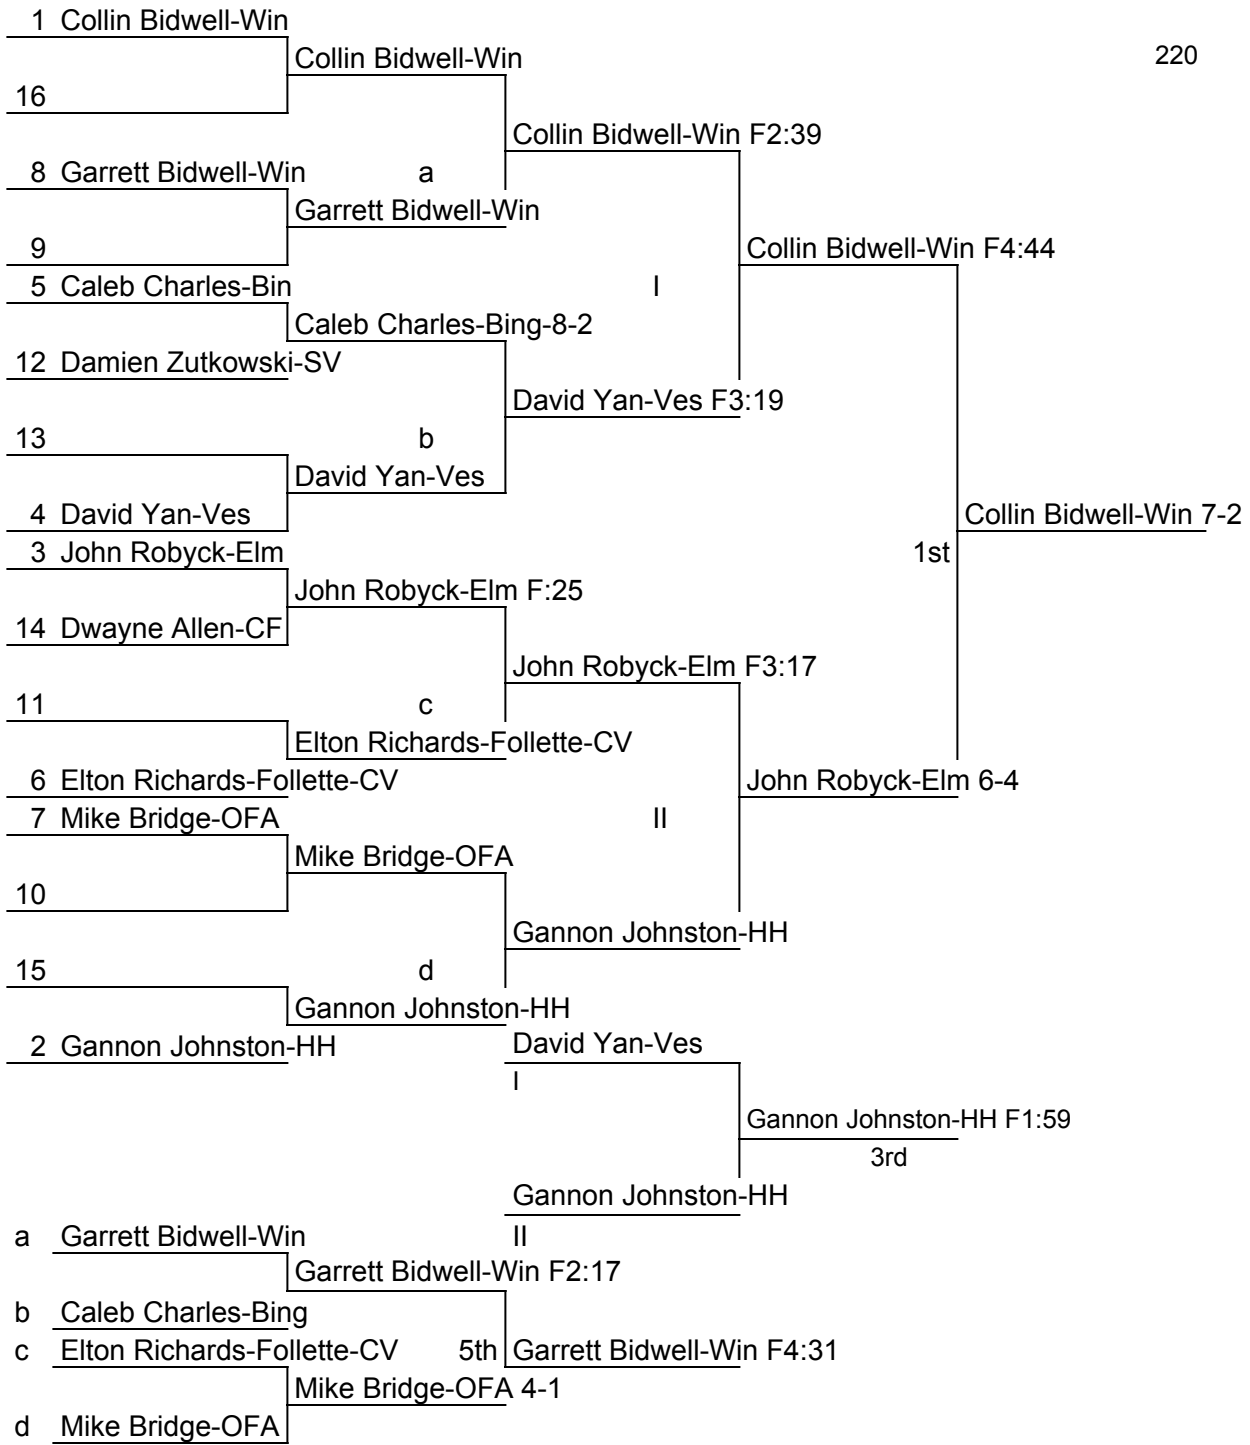 1 Collin Bidwell-Win
Collin Bidwell-Win
220
16
Collin Bidwell-Win F2:39
8 Garrett Bidwell-Win
a
Garrett Bidwell-Win
9
Collin Bidwell-Win F4:44
5 Caleb Charles-Bin
I
Caleb Charles-Bing-8-2
12 Damien Zutkowski-SV
David Yan-Ves F3:19
13
b
David Yan-Ves
4 David Yan-Ves
Collin Bidwell-Win 7-2
3 John Robyck-Elm
1st
John Robyck-Elm F:25
14 Dwayne Allen-CF
John Robyck-Elm F3:17
11
c
Elton Richards-Follette-CV
6 Elton Richards-Follette-CV
John Robyck-Elm 6-4
7 Mike Bridge-OFA
II
Mike Bridge-OFA
10
Gannon Johnston-HH
15
d
Gannon Johnston-HH
2 Gannon Johnston-HH
David Yan-Ves
I
Gannon Johnston-HH F1:59
3rd
Gannon Johnston-HH
a Garrett Bidwell-Win
II
Garrett Bidwell-Win F2:17
b Caleb Charles-Bing
c Elton Richards-Follette-CV
5th Garrett Bidwell-Win F4:31
Mike Bridge-OFA 4-1
d Mike Bridge-OFA